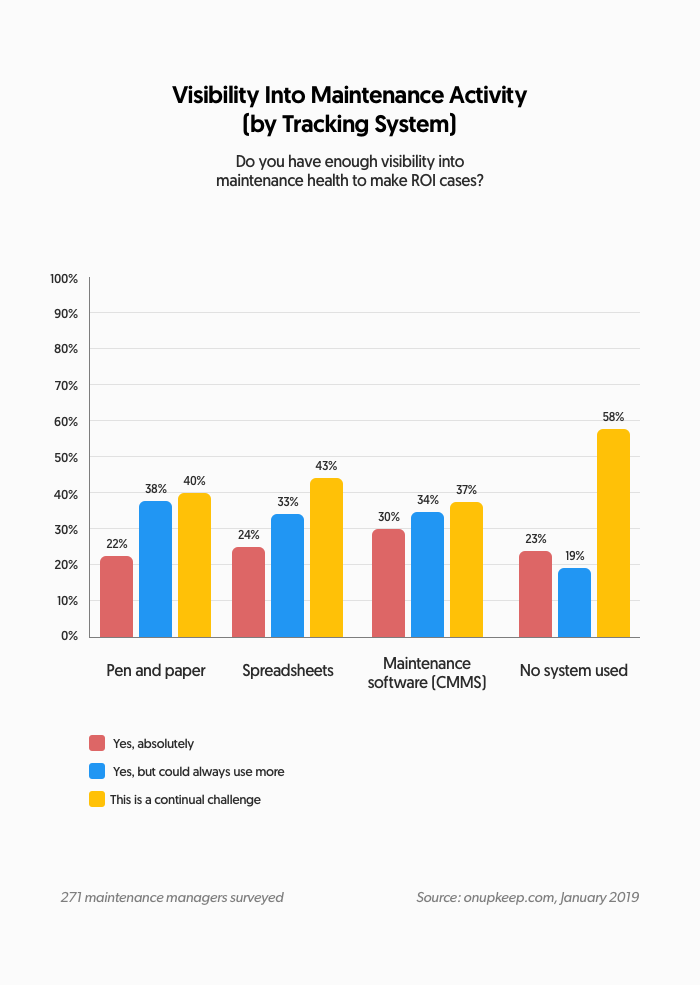 Visibility Into Maintenance Activity
(by Tracking System)
Do you have enough visibility into
maintenance health to make ROI cases?
100%
90%
80%
70%
60%
50%
40%
30%
20%
10%
0%
22%
38%
40%
24%
33%
43%
30%
34%
37%
23%
19%
58%
Pen and paper
Spreadsheets
Maintenance
software (CMMS)
No system used
Yes, absolutely
Yes, but could always use more
This is a continual challenge
271 maintenance managers surveyed
Source: onupkeep.com, January 2019